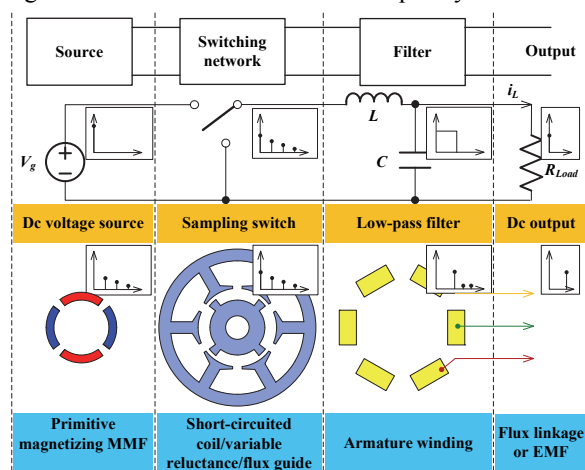 Source
Switching
network
Filter
Output
V_g
L
C
i_L
R_Load
Dc voltage source
Sampling switch
Low-pass filter
Dc output
Primitive
magnetizing MMF
Short-circuited
coil/variable
reluctance/flux guide
Armature winding
Flux linkage
or EMF